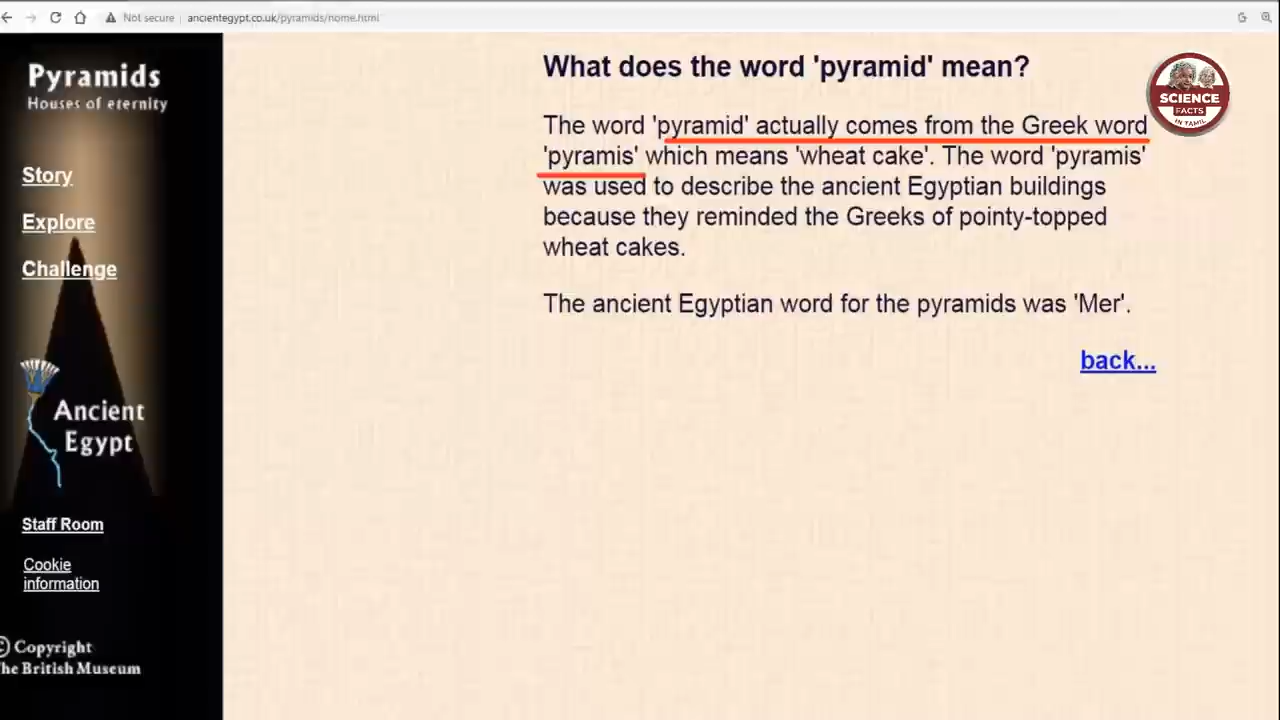 Not secure
ancientegypt.co.uk/pyramids/home.html
Pyramids
Houses of eternity
Story
Explore
Challenge
Ancient
Egypt
Staff Room
Cookie
information
© Copyright
The British Museum
What does the word 'pyramid' mean?
The word 'pyramid' actually comes from the Greek word
'pyramis' which means 'wheat cake'. The word 'pyramis'
was used to describe the ancient Egyptian buildings
because they reminded the Greeks of pointy-topped
wheat cakes.
The ancient Egyptian word for the pyramids was 'Mer'.
back...
SCIENCE
FACTS
IN TAMIL